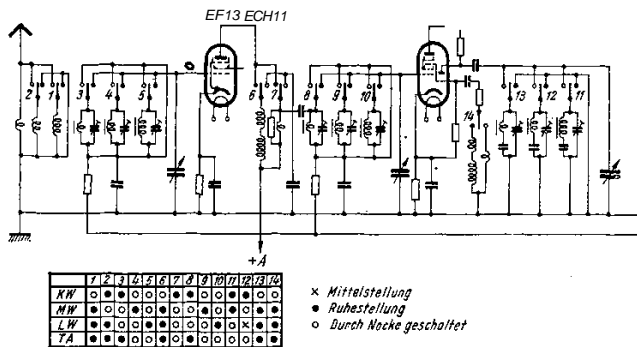 EF13 ECH11
2 1 3 4 5 6 7 8 9 10 13 12 11
14
+A
1 2 3 4 5 6 7 8 9 10 11 12 13 14
KW
MW
LW
TA
× Mittelstellung
● Ruhestellung
○ Durch Nocke geschaltet